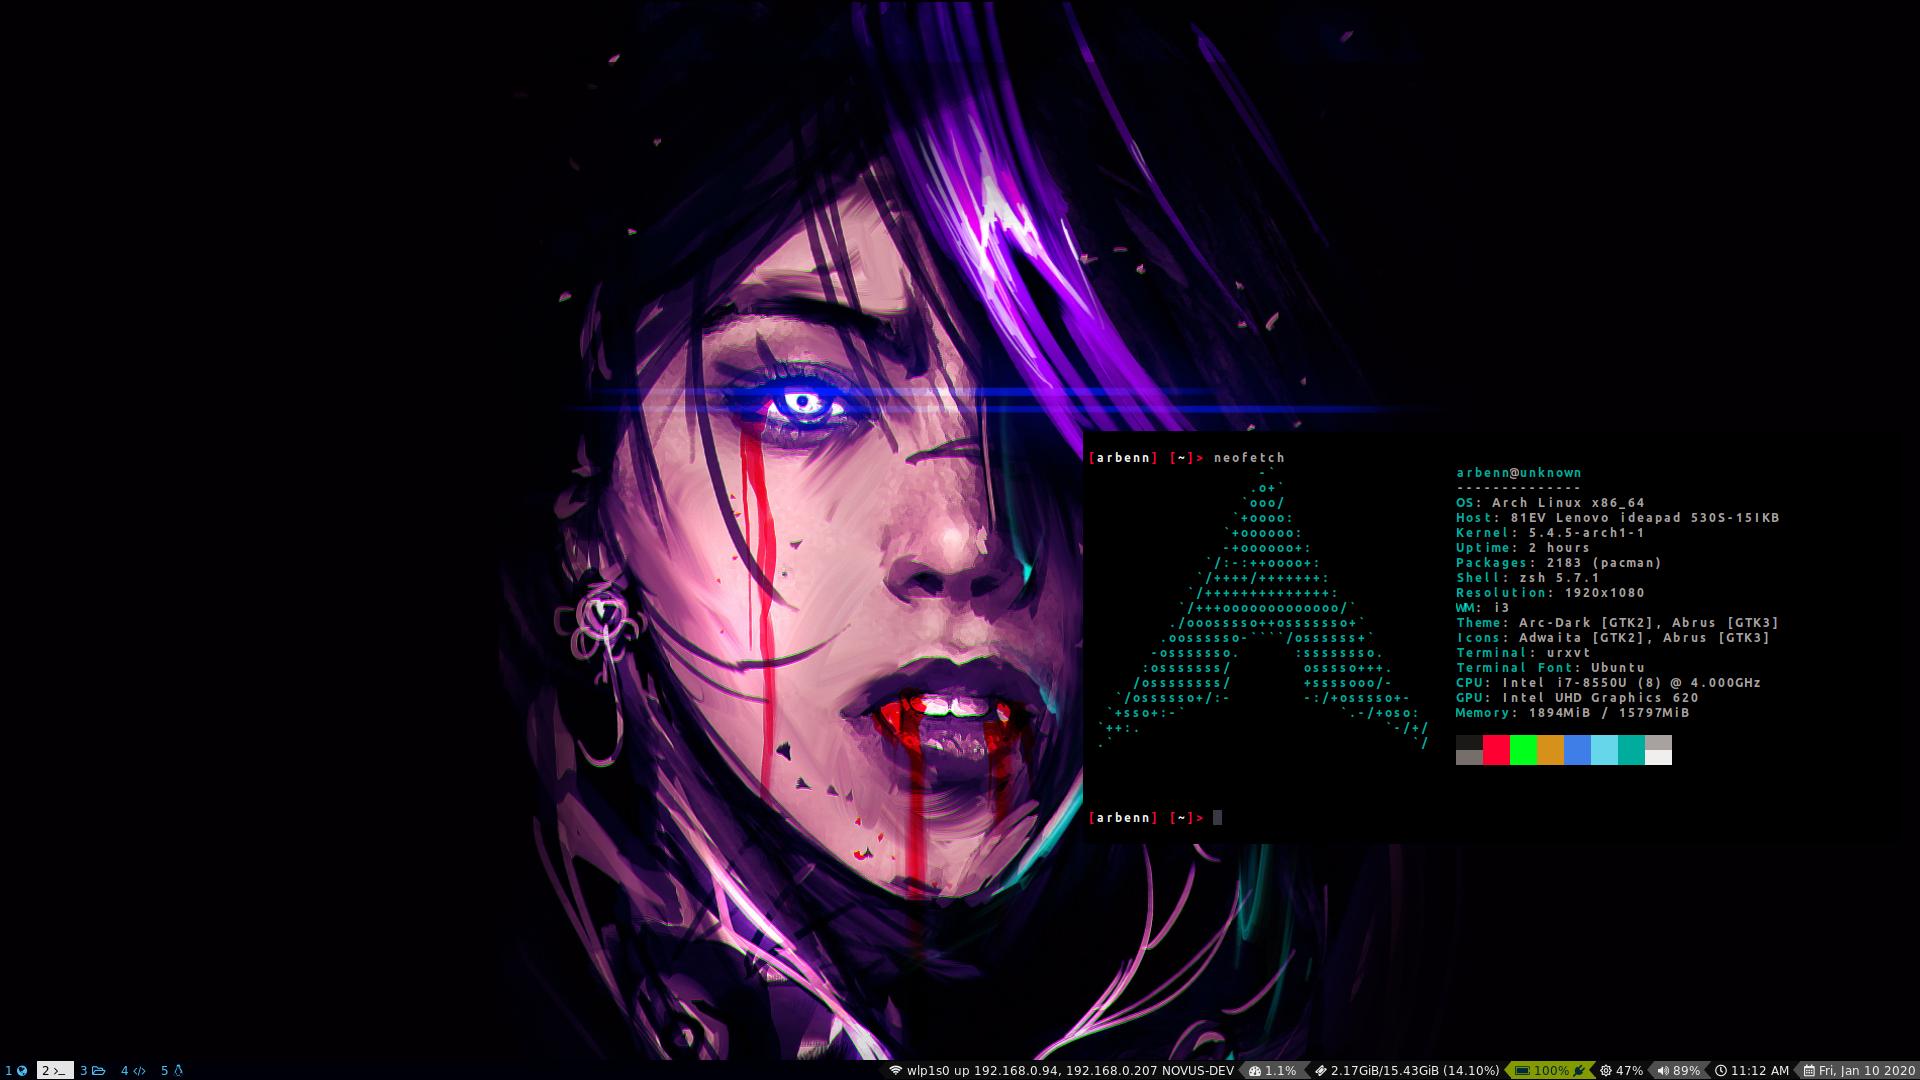 [arbenn] [~]> neofetch
arbenn@unknown
--------------
OS: Arch Linux x86_64
Host: 81EV Lenovo ideapad 530S-15IKB
Kernel: 5.4.5-arch1-1
Uptime: 2 hours
Packages: 2183 (pacman)
Shell: zsh 5.7.1
Resolution: 1920x1080
WM: i3
Theme: Arc-Dark [GTK2], Abrus [GTK3]
Icons: Adwaita [GTK2], Abrus [GTK3]
Terminal: urxvt
Terminal Font: Ubuntu
CPU: Intel i7-8550U (8) @ 4.000GHz
GPU: Intel UHD Graphics 620
Memory: 1894MiB / 15797MiB
[arbenn] [~]>
1 2 >_ 3 4 </> 5 wlp1s0 up 192.168.0.94, 192.168.0.207 NOVUS-DEV 1.1% 2.17GiB/15.43GiB (14.10%) 100% 47% 89% 11:12 AM Fri, Jan 10 2020